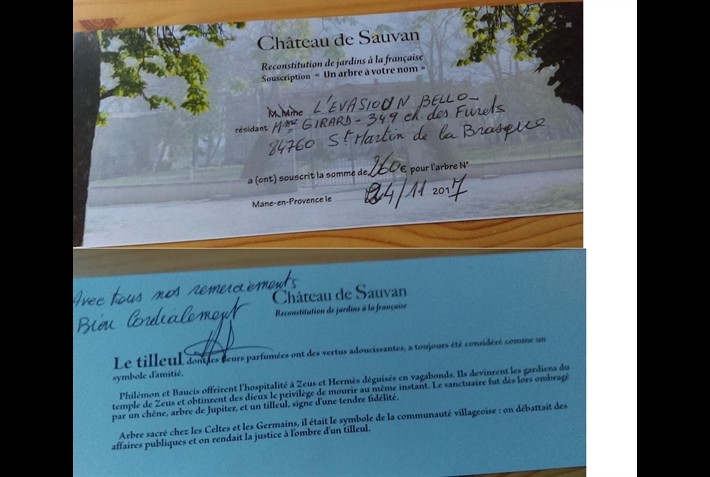 Château de Sauvan
Reconstitution de jardins à la française
Souscription « Un arbre à votre nom »
M. Mme L'EVASION BELLO -
résidant Mme GIRARD - 349 ch des Furets
84760 St Martin de la Brasque
a (ont) souscrit la somme de 260 € pour l'arbre N°
Mane-en-Provence le 24/11 2017
Avec tous nos remerciements
Bien Cordialement
Château de Sauvan
Reconstitution de jardins à la française
Le tilleul, dont les fleurs parfumées ont des vertus adoucissantes, a toujours été considéré comme un
symbole d'amitié.
Philémon et Baucis offrirent l'hospitalité à Zeus et Hermès déguisés en vagabonds. Ils devinrent les gardiens du
temple de Zeus et obtinrent des dieux le privilège de mourir au même instant. Le sanctuaire fut dès lors ombragé
par un chêne, arbre de Jupiter, et un tilleul, signe d'une tendre fidélité.
Arbre sacré chez les Celtes et les Germains, il était le symbole de la communauté villageoise : on débattait des
affaires publiques et on rendait la justice à l'ombre d'un tilleul.